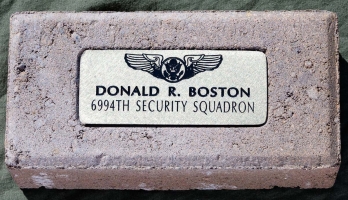 DONALD R. BOSTON
6994TH SECURITY SQUADRON